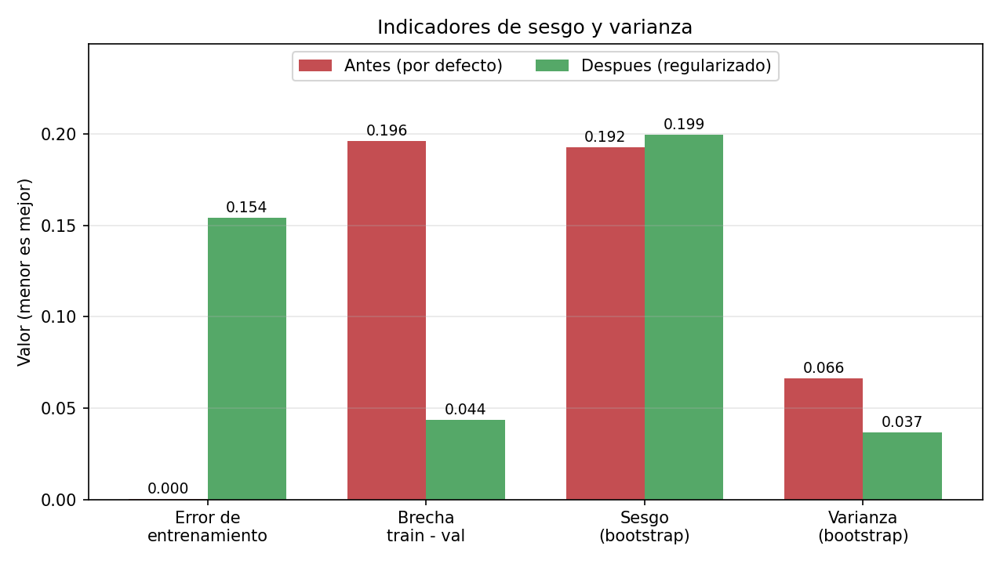 Indicadores de sesgo y varianza
Antes (por defecto)
Despues (regularizado)
Valor (menor es mejor)
0.20
0.15
0.10
0.05
0.00
0.000
0.154
0.196
0.044
0.192
0.199
0.066
0.037
Error de
entrenamiento
Brecha
train - val
Sesgo
(bootstrap)
Varianza
(bootstrap)